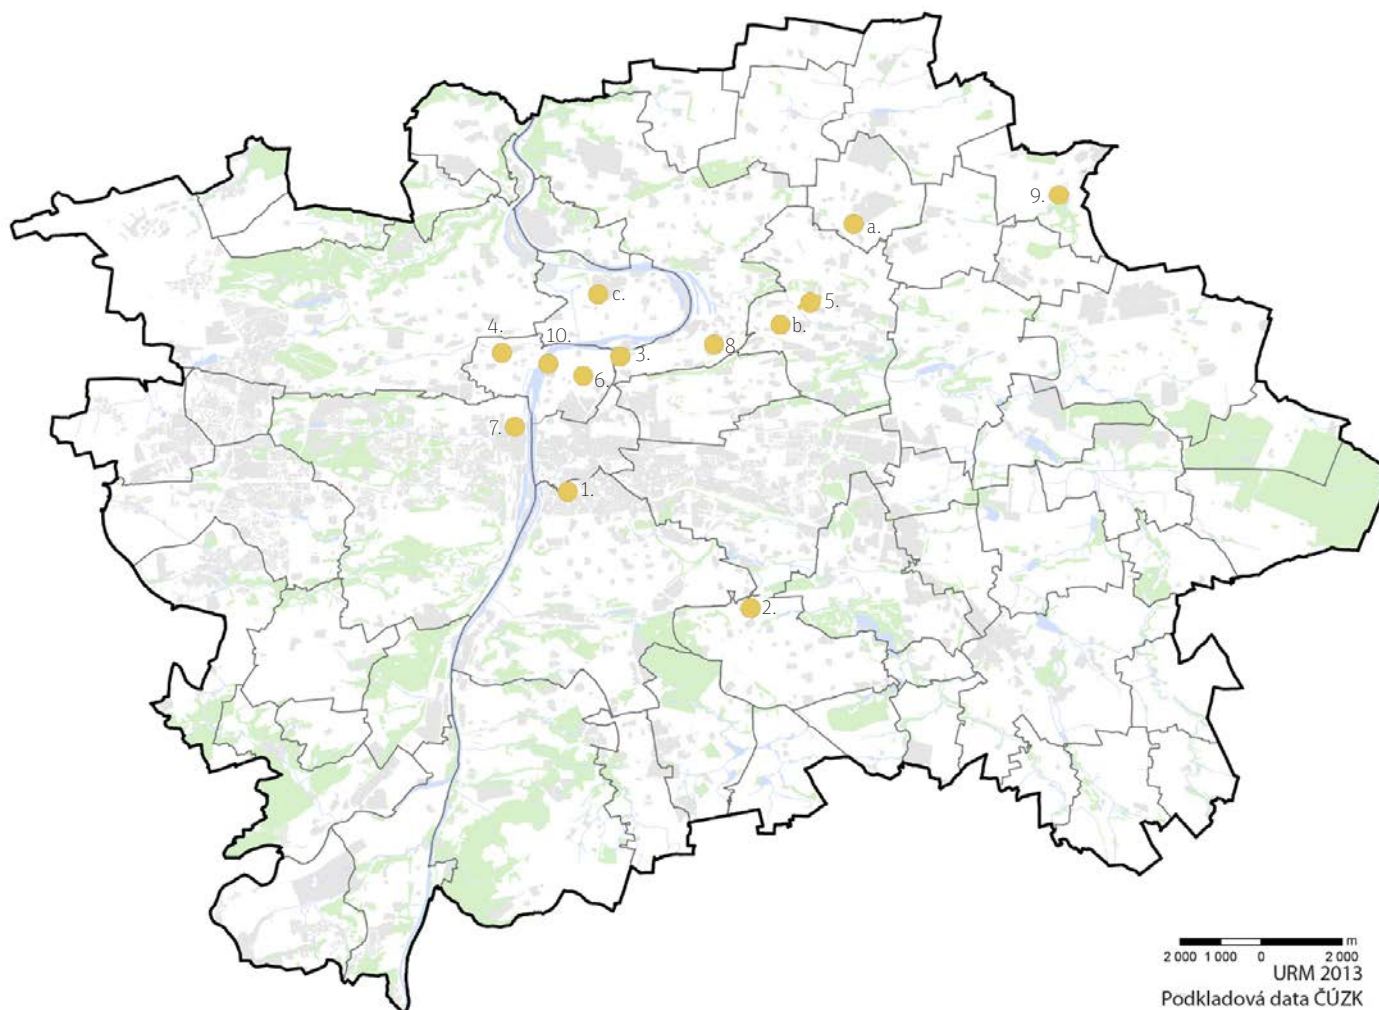 9.
a.
c.
5.
b.
4.
10.
3.
8.
6.
7.
1.
2.
m
2 000 1 000 0 2 000
URM 2013
Podkladová data ČÚZK